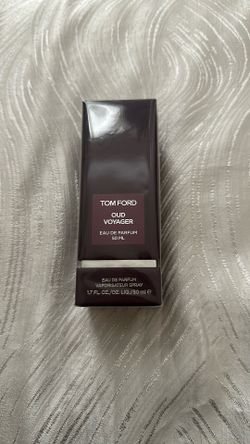 TOM FORD
OUD
VOYAGER
EAU DE PARFUM
50 ML
EAU DE PARFUM
VAPORISATEUR SPRAY
1.7 FL. OZ./OZ. LIQ./50 ml ℮